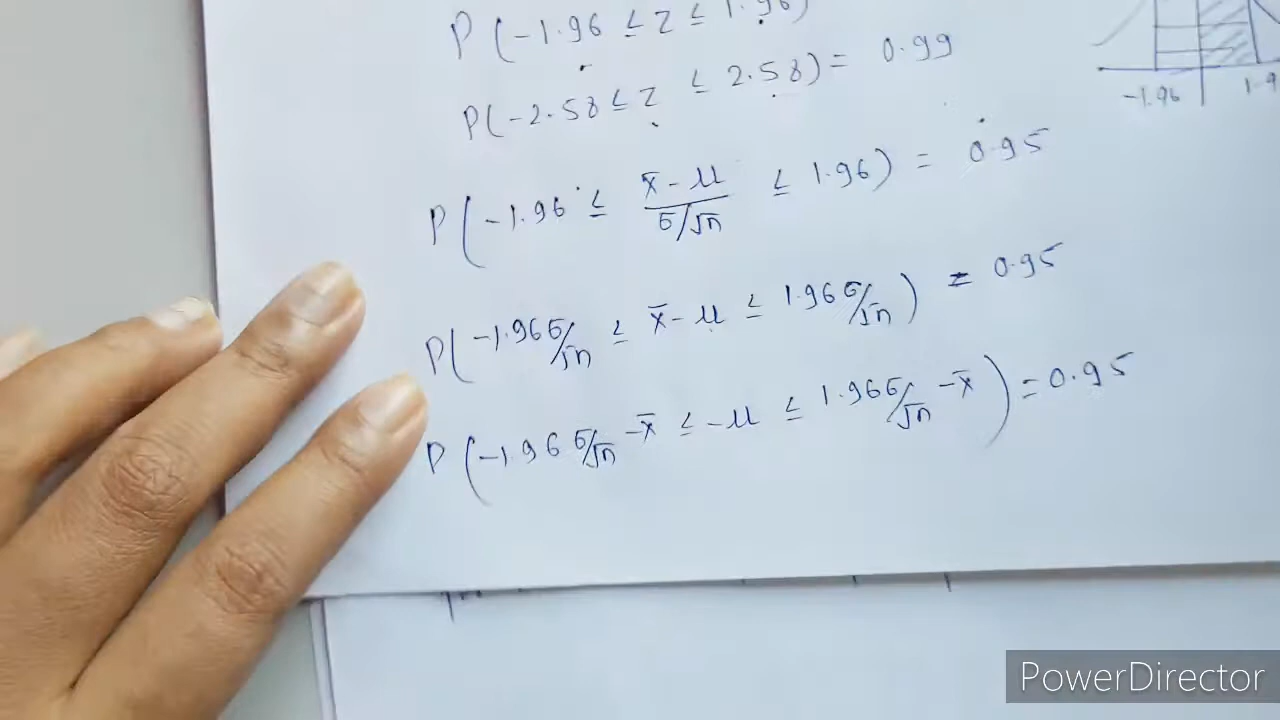 P(-1.96 ≤ z ≤ 1.96)
P(-2.58 ≤ z ≤ 2.58) = 0.99
-1.96
P(-1.96 ≤ x̄-μ/σ/√n ≤ 1.96) = 0.95
P(-1.96σ/√n ≤ x̄-μ ≤ 1.96σ/√n) = 0.95
P(-1.96σ/√n -x̄ ≤ -μ ≤ 1.96σ/√n -x̄) = 0.95
PowerDirector